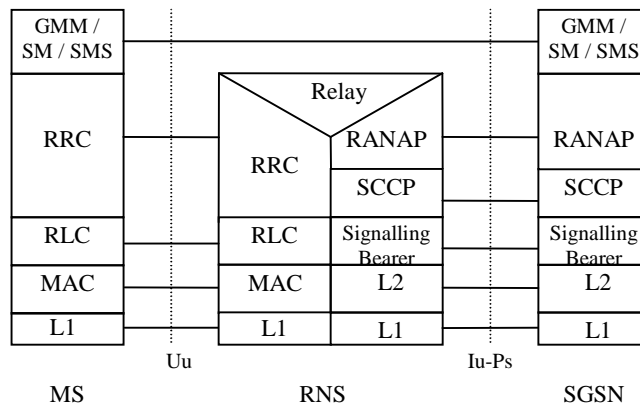 GMM /
SM / SMS
GMM /
SM / SMS
Relay
RRC
RRC
RANAP
RANAP
SCCP
SCCP
RLC
RLC
Signalling
Bearer
Signalling
Bearer
MAC
MAC
L2
L2
L1
L1
L1
L1
Uu
Iu-Ps
MS
RNS
SGSN